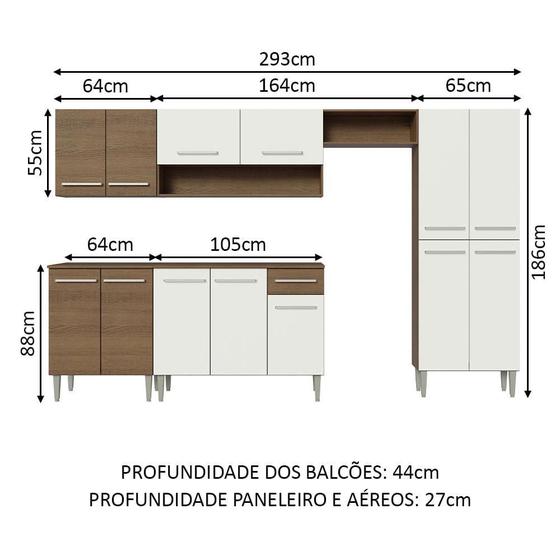 293cm
64cm 164cm 65cm
55cm
186cm
64cm 105cm
88cm
PROFUNDIDADE DOS BALCÕES: 44cm
PROFUNDIDADE PANELEIRO E AÉREOS: 27cm